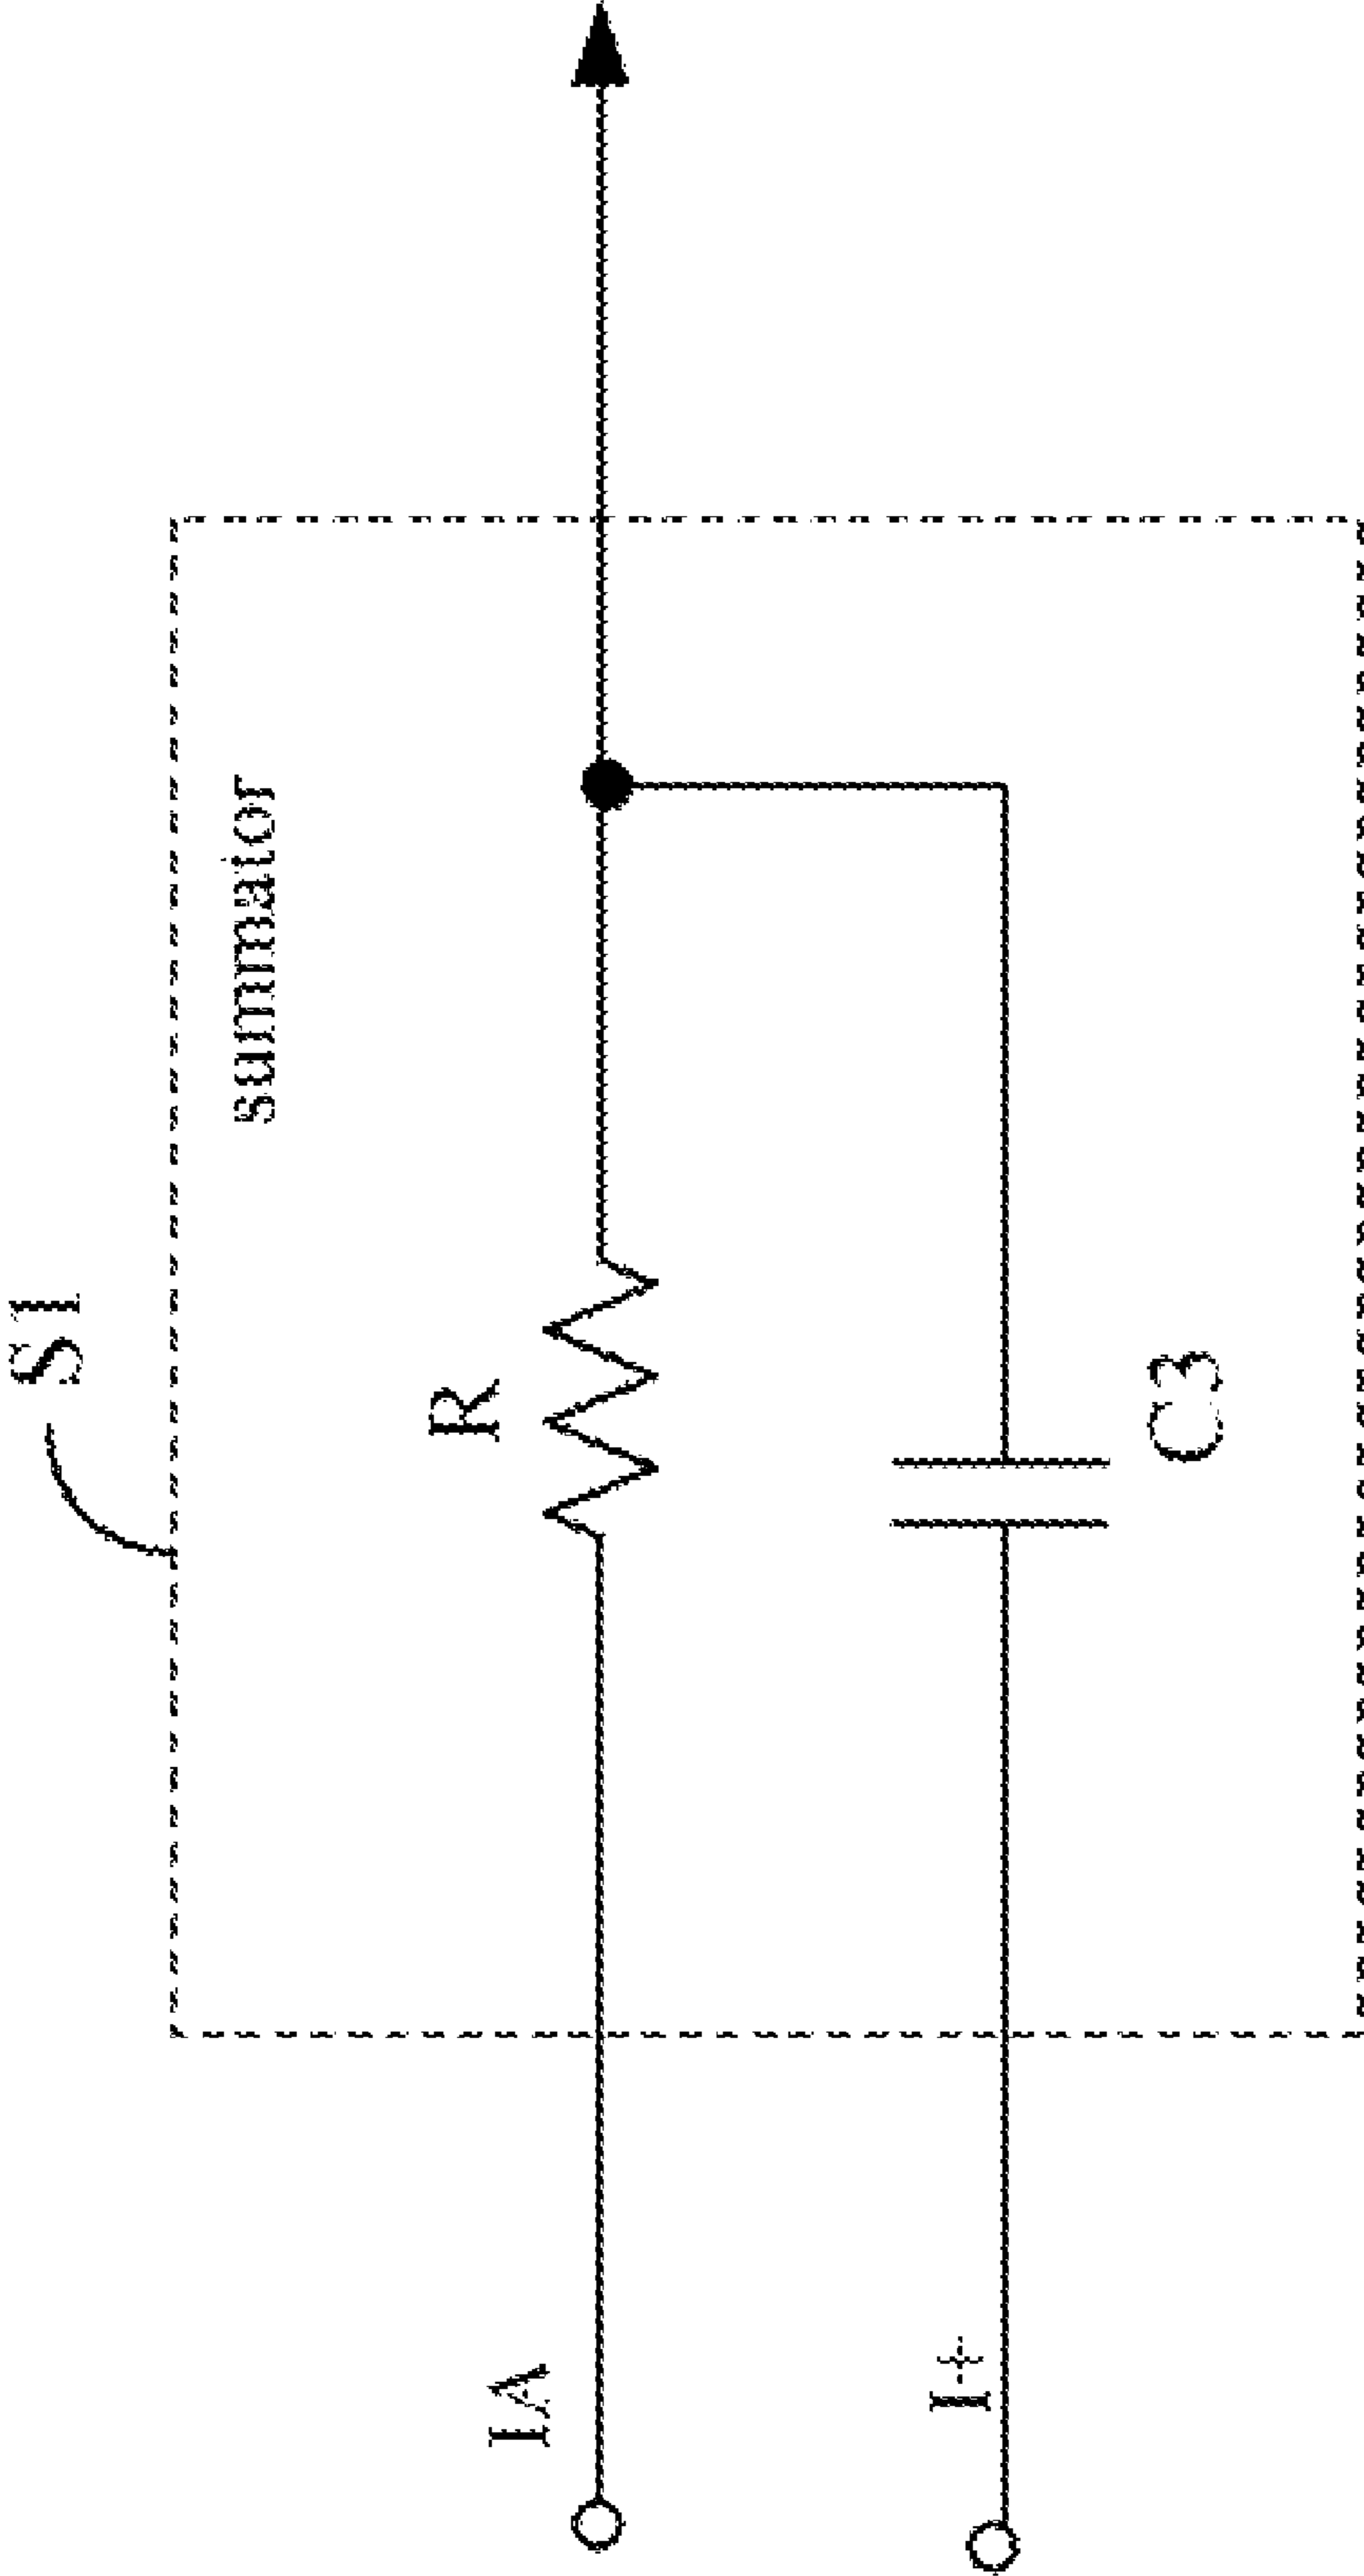 S1
summator
R
C3
IA
I+